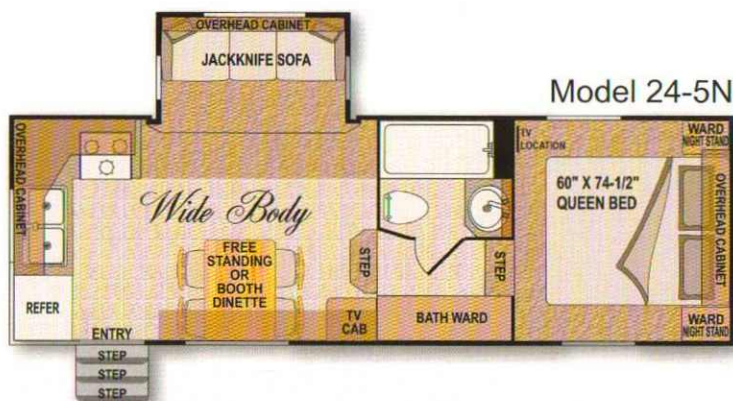 OVERHEAD CABINET
JACKKNIFE SOFA
Model 24-5N
OVERHEAD CABINET
TV
LOCATION
WARD
NIGHT STAND
60" X 74-1/2"
QUEEN BED
OVERHEAD CABINET
Wide Body
FREE
STANDING
OR
BOOTH
DINETTE
STEP
STEP
REFER
TV
CAB
BATH WARD
WARD
NIGHT STAND
ENTRY
STEP
STEP
STEP